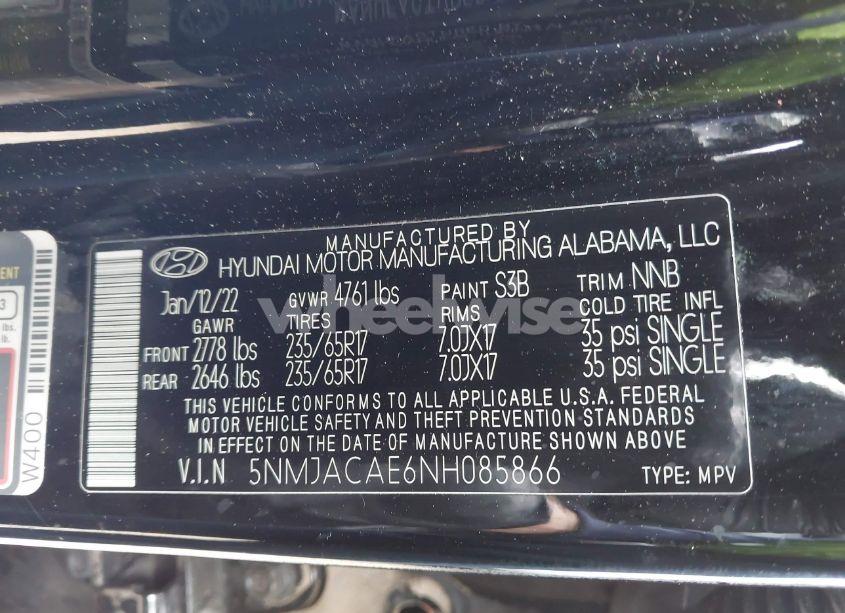 MANUFACTURED BY
HYUNDAI MOTOR MANUFACTURING ALABAMA, LLC
Jan/12/22 GVWR 4761 lbs PAINT S3B TRIM NNB
GAWR TIRES RIMS COLD TIRE INFL
FRONT 2778 lbs 235/65R17 7.0JX17 35 psi SINGLE
REAR 2646 lbs 235/65R17 7.0JX17 35 psi SINGLE
THIS VEHICLE CONFORMS TO ALL APPLICABLE U.S.A. FEDERAL
MOTOR VEHICLE SAFETY AND THEFT PREVENTION STANDARDS
IN EFFECT ON THE DATE OF MANUFACTURE SHOWN ABOVE
V.I.N 5NMJACAE6NH085866 TYPE: MPV
wheelwise
W400
3
lbs.
lb.